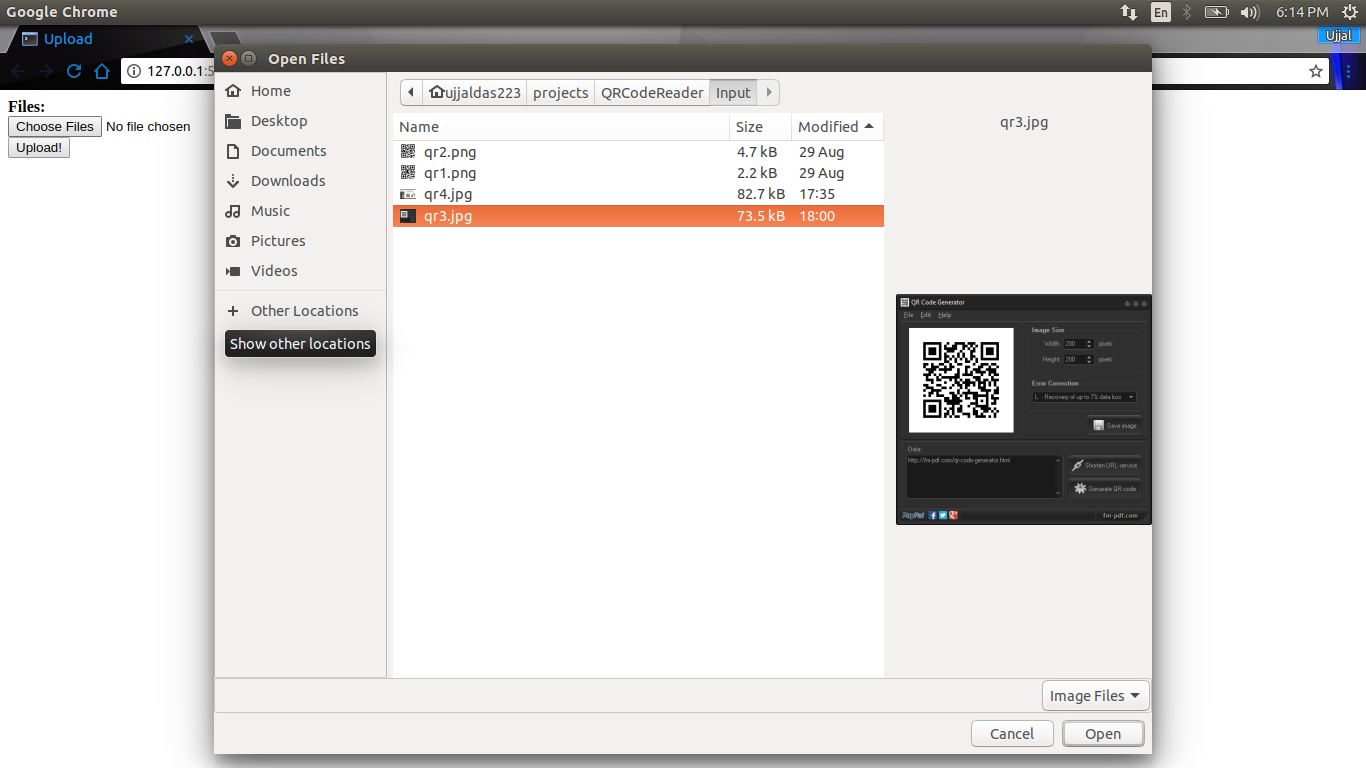 Google Chrome
En
6:14 PM
Upload
Ujjal
127.0.0.1:5
Files:
Choose Files No file chosen
Upload!
Open Files
Home
Desktop
Documents
Downloads
Music
Pictures
Videos
Other Locations
Show other locations
ujjaldas223 projects QRCodeReader Input
Name Size Modified
qr2.png 4.7 kB 29 Aug
qr1.png 2.2 kB 29 Aug
qr4.jpg 82.7 kB 17:35
qr3.jpg 73.5 kB 18:00
qr3.jpg
QR Code Generator
File Edit Help
Image Size
Width 200 pixels
Height 200 pixels
Error Correction
L - Recovery of up to 7% data loss
Save image
Data
http://fm-pdf.com/qr-code-generator.html
Shorten URL service
Generate QR code
PayPal
fm-pdf.com
Image Files
Cancel
Open